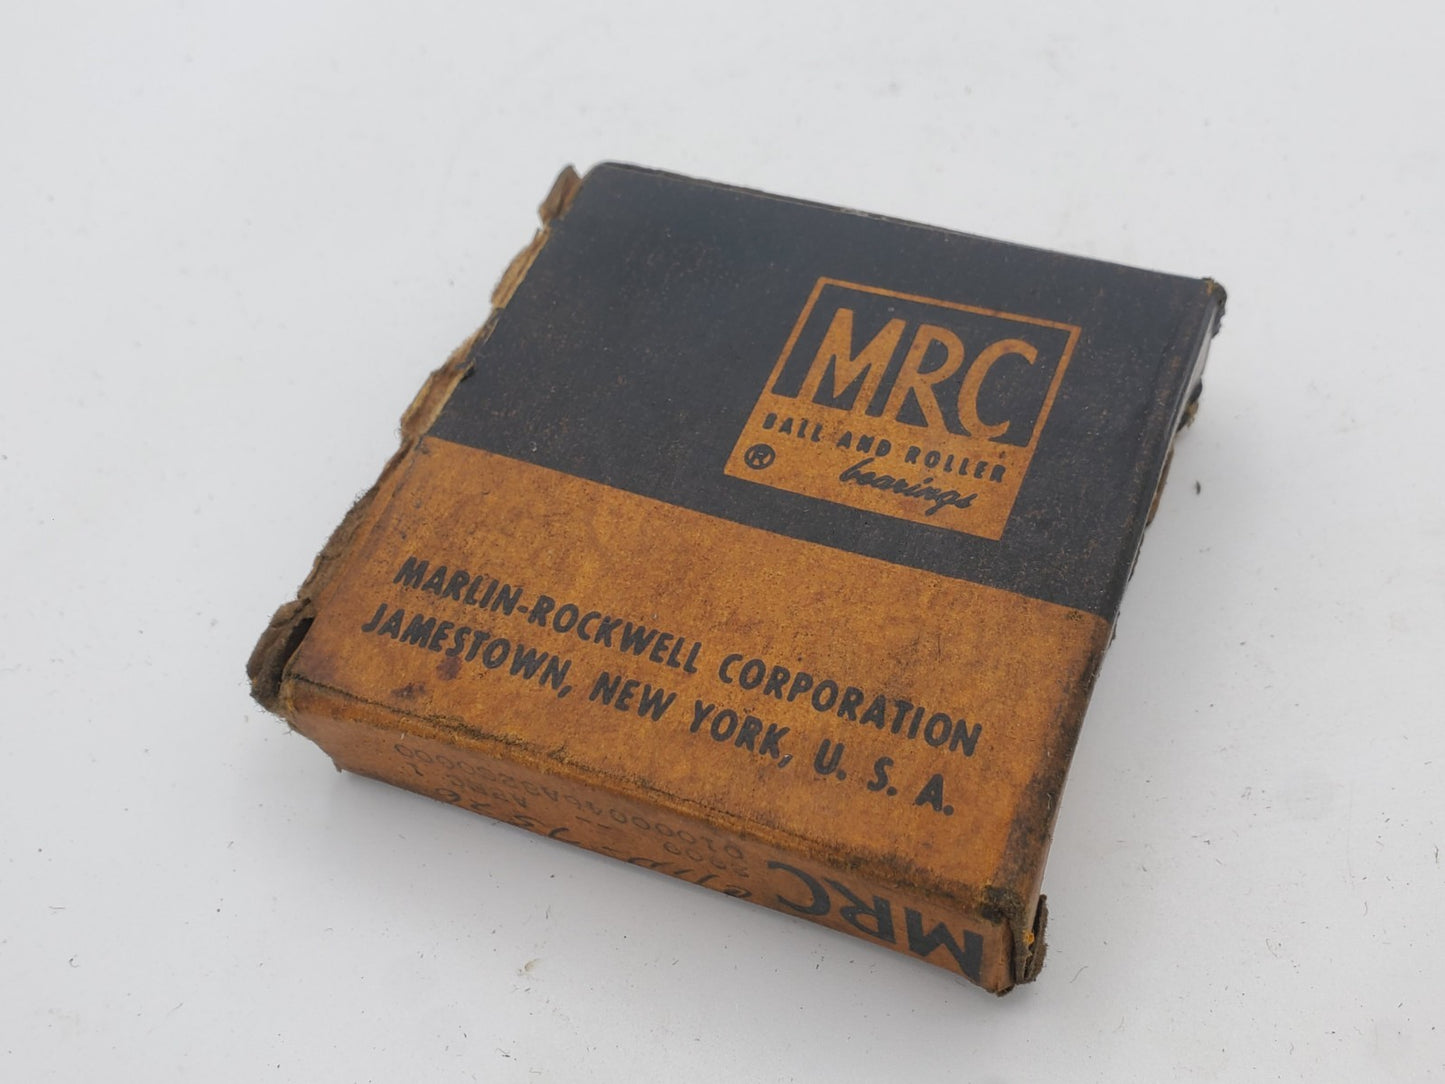 MRC
BALL AND ROLLER
bearings
®
MARLIN-ROCKWELL CORPORATION
JAMESTOWN, NEW YORK, U. S. A.
MRC